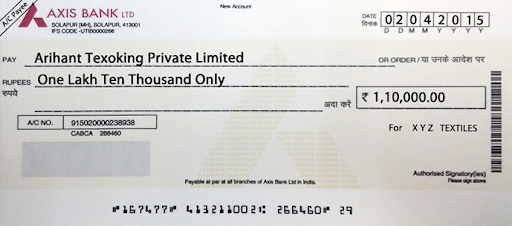 New Account
A/C Payee
AXIS BANK LTD
SOLAPUR [MH], SOLAPUR, 413001
IFS CODE -UTIB0000266
DATE
दिनांक
02042015
D D M M Y Y Y Y
PAY Arihant Texoking Private Limited OR ORDER / या उनके आदेश पर
RUPEES One Lakh Ten Thousand Only
रुपये
अदा करें ₹ 1,10,000.00
A/C NO. 915020000238938
CABCA 266460
For X Y Z TEXTILES
Authorised Signatory(ies)
Please sign above
Payable at par at all branches of Axis Bank Ltd in India.
⑈167477⑈ 413211002⑆ 266460⑈ 29